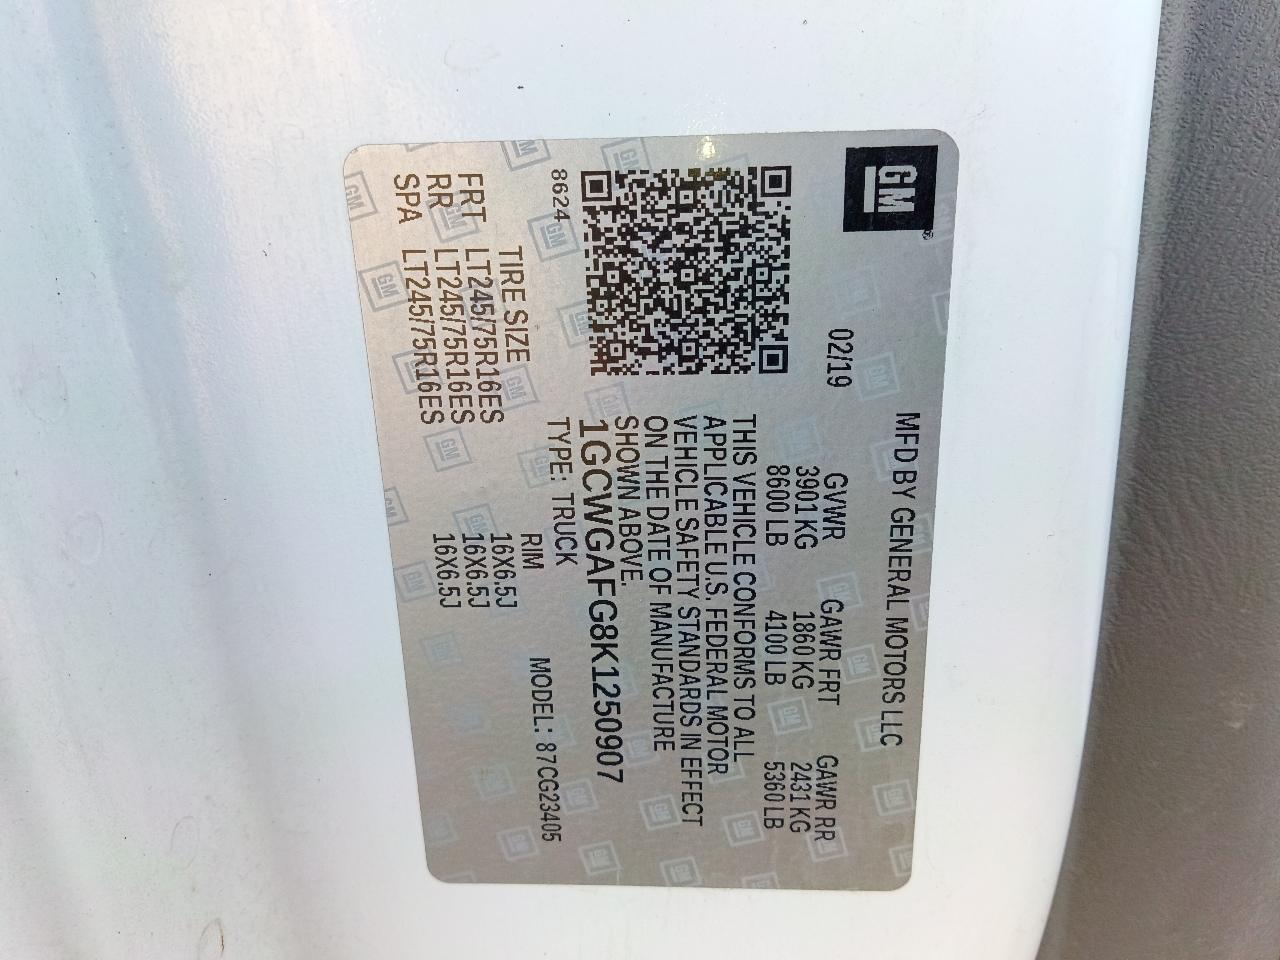 GM
MFD BY GENERAL MOTORS LLC
02/19
GVWR GAWR FRT GAWR RR
3901 KG 1860 KG 2431 KG
8600 LB 4100 LB 5360 LB
THIS VEHICLE CONFORMS TO ALL
APPLICABLE U.S. FEDERAL MOTOR
VEHICLE SAFETY STANDARDS IN EFFECT
ON THE DATE OF MANUFACTURE
SHOWN ABOVE.
1GCWGAFG8K1250907
8624 TYPE: TRUCK MODEL: 87CG23405
TIRE SIZE RIM
FRT LT245/75R16ES 16X6.5J
RR LT245/75R16ES 16X6.5J
SPA LT245/75R16ES 16X6.5J